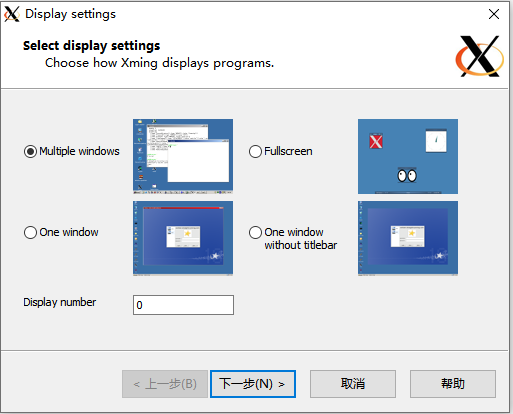 Display settings
Select display settings
Choose how Xming displays programs.
Multiple windows
Fullscreen
One window
One window
without titlebar
Display number
0
< 上一步(B)
下一步(N) >
取消
帮助